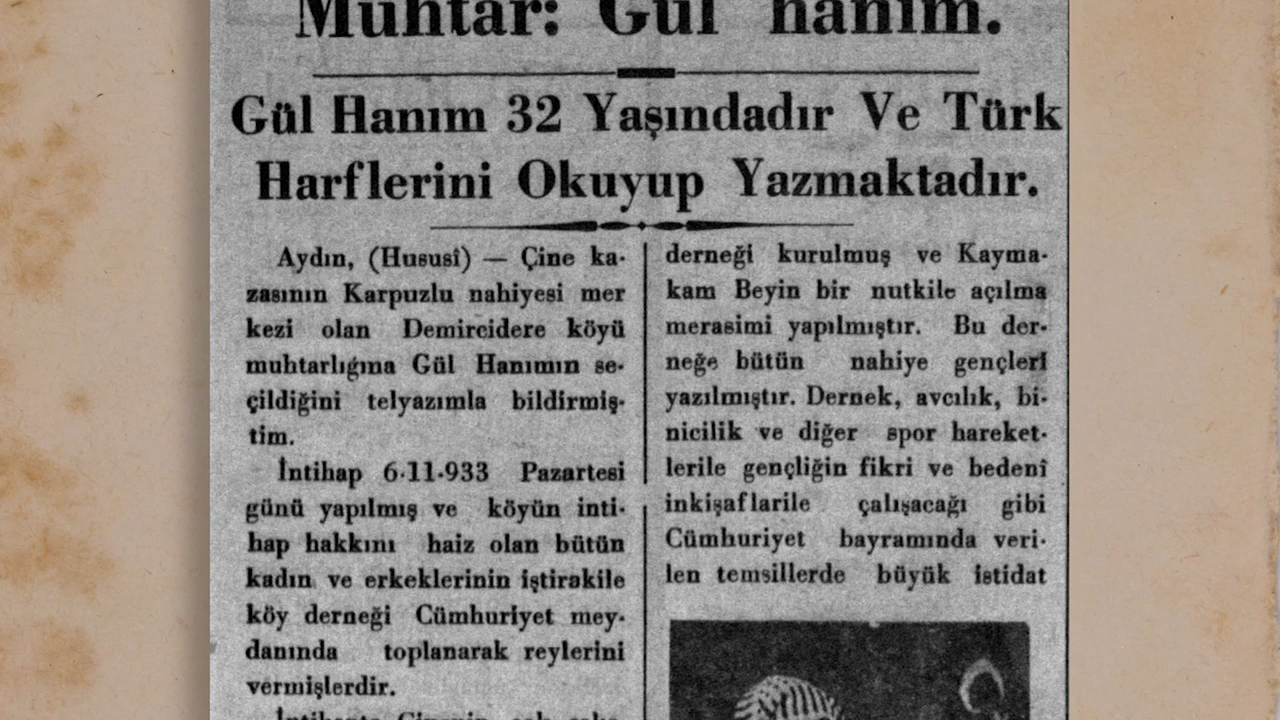 Muhtar: Gül hanım.
Gül Hanım 32 Yaşındadır Ve Türk
Harflerini Okuyup Yazmaktadır.
Aydın, (Hususî) — Çine ka-
zasının Karpuzlu nahiyesi mer
kezi olan Demircidere köyü
muhtarlığına Gül Hanımın se-
çildiğini telyazımla bildirmiş-
tim.
İntihap 6-11-933 Pazartesi
günü yapılmış ve köyün inti-
hap hakkını haiz olan bütün
kadın ve erkeklerinin iştirakile
köy derneği Cümhuriyet mey-
danında toplanarak reylerini
vermişlerdir.
derneği kurulmuş ve Kayma-
kam Beyin bir nutkile açılma
merasimi yapılmıştır. Bu der-
neğe bütün nahiye gençleri
yazılmıştır. Dernek, avcılık, bi-
nicilik ve diğer spor hareket-
lerile gençliğin fikri ve bedenî
inkişaflarile çalışacağı gibi
Cümhuriyet bayramında veri-
len temsillerde büyük istidat